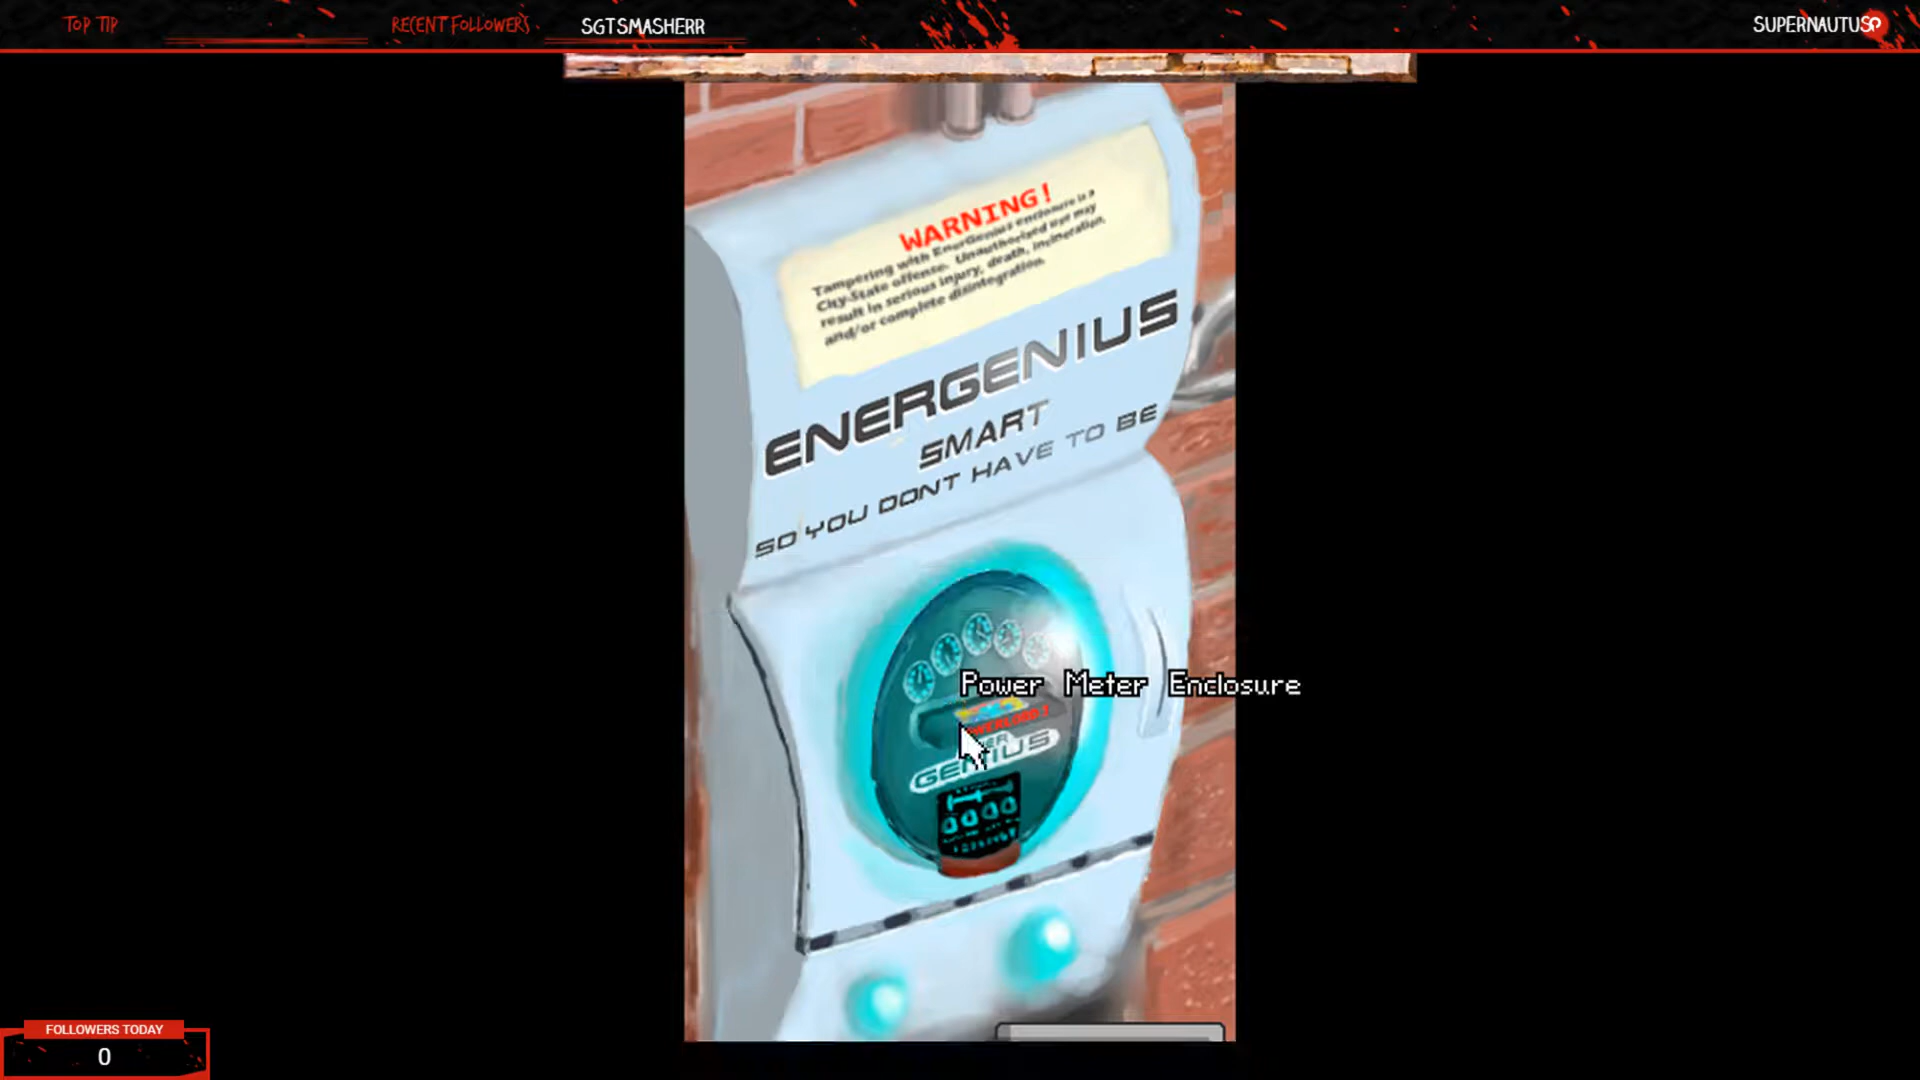 TOP TIP
RECENT FOLLOWERS
SGTSMASHERR
SUPERNAUTUS
WARNING!
Tampering with EnerGenius enclosure is a
City-State offense. Unauthorized use may
result in serious injury, death, incineration,
and/or complete disintegration.
ENERGENIUS
SMART
SO YOU DONT HAVE TO BE
Power Meter Enclosure
GENIUS
FOLLOWERS TODAY
0